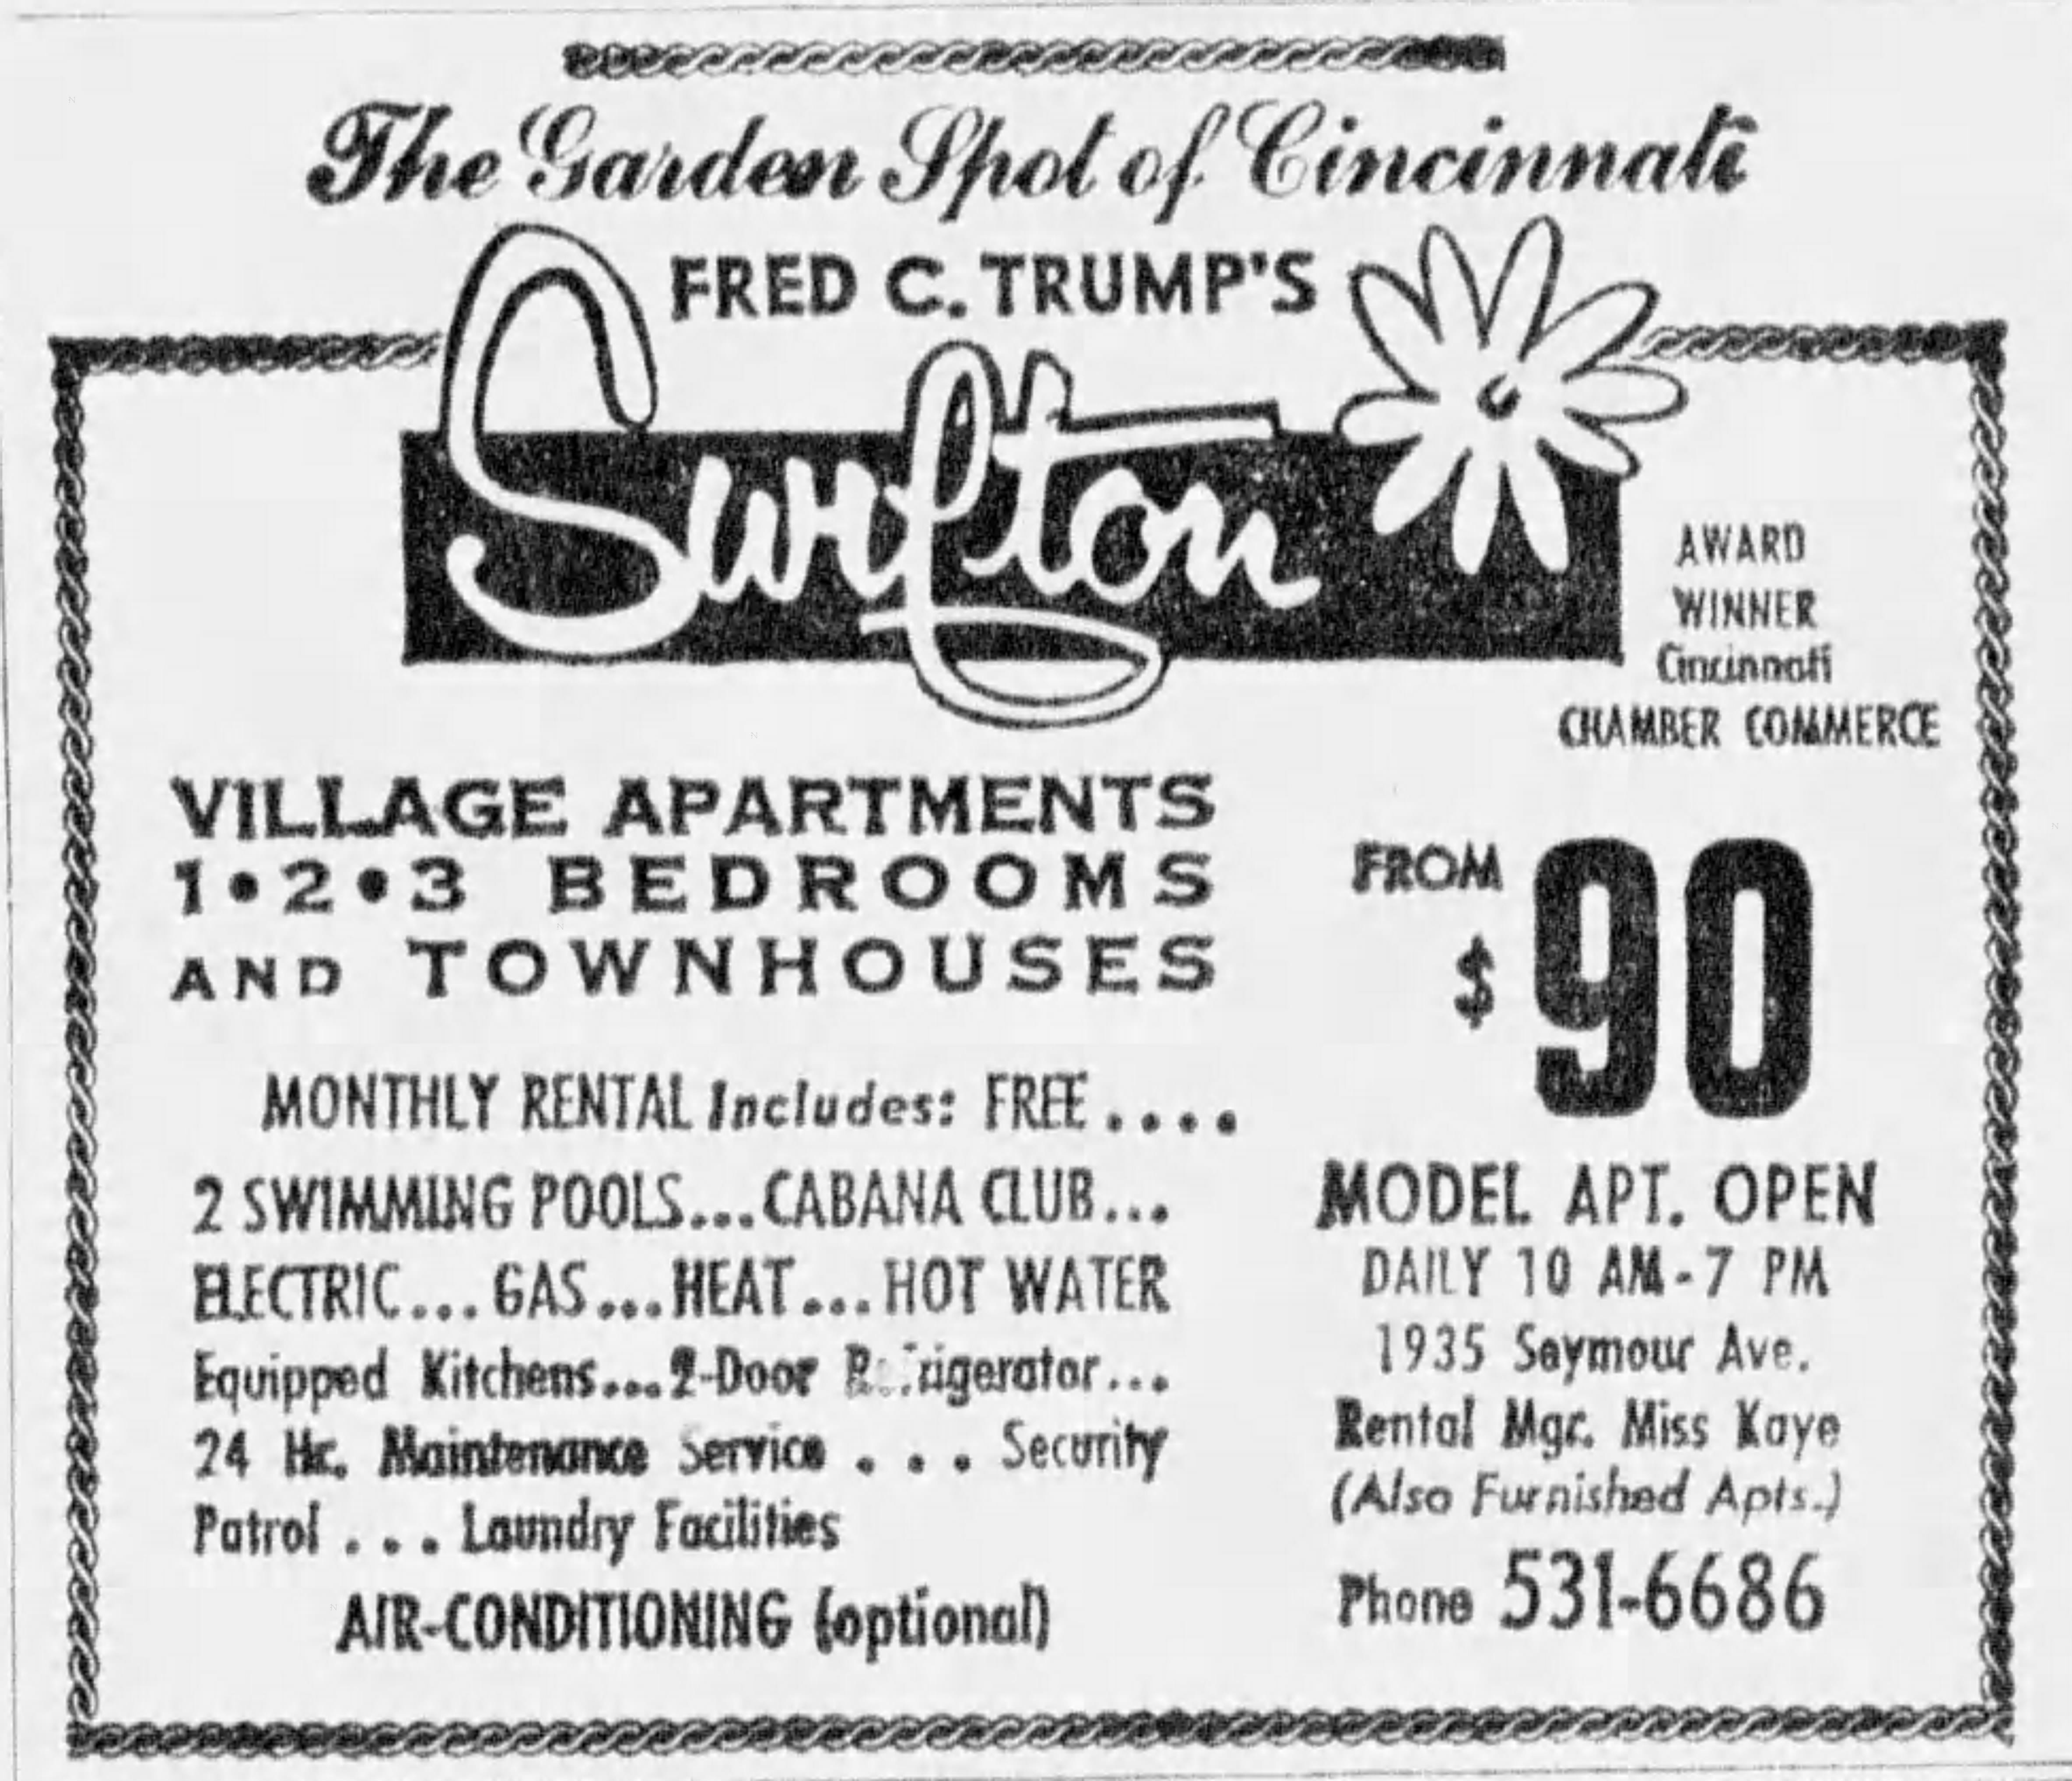 The Garden Spot of Cincinnati
FRED C. TRUMP'S
Swifton
AWARD
WINNER
Cincinnati
CHAMBER COMMERCE
VILLAGE APARTMENTS
1•2•3 BEDROOMS
AND TOWNHOUSES
FROM
$90
MONTHLY RENTAL Includes: FREE ....
2 SWIMMING POOLS...CABANA CLUB...
ELECTRIC...GAS...HEAT...HOT WATER
Equipped Kitchens...2-Door Refrigerator...
24 Hr. Maintenance Service . . . Security
Patrol . . . Laundry Facilities
AIR-CONDITIONING (optional)
MODEL APT. OPEN
DAILY 10 AM-7 PM
1935 Seymour Ave.
Rental Mgr. Miss Kaye
(Also Furnished Apts.)
Phone 531-6686